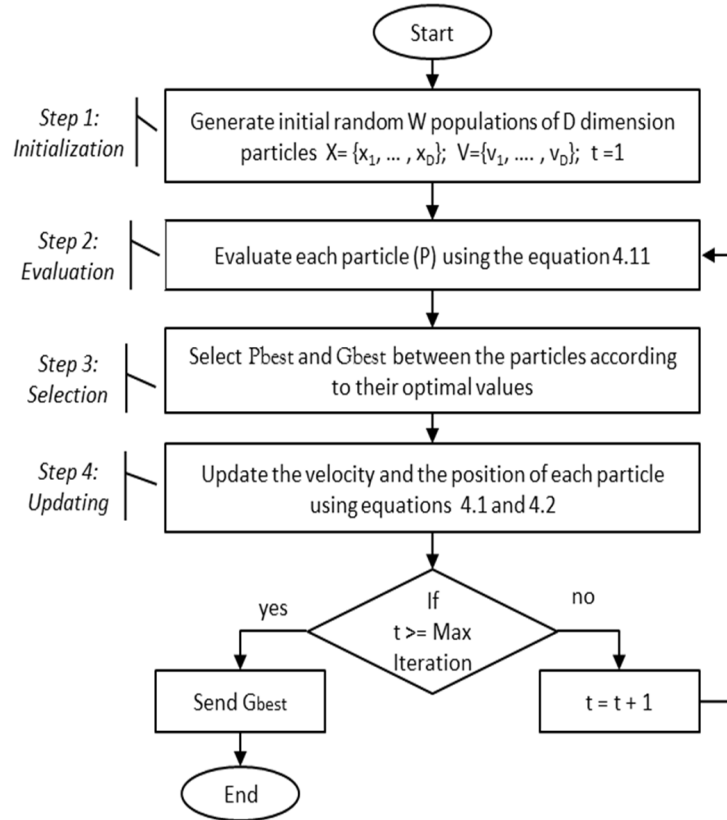 Start
Step 1:
Initialization
Generate initial random W populations of D dimension
particles X= {x₁, ... , x_D}; V={v₁, .... , v_D}; t =1
Step 2:
Evaluation
Evaluate each particle (P) using the equation 4.11
Step 3:
Selection
Select Pbest and Gbest between the particles according
to their optimal values
Step 4:
Updating
Update the velocity and the position of each particle
using equations 4.1 and 4.2
If
t >= Max
Iteration
yes
no
Send Gbest
t = t + 1
End